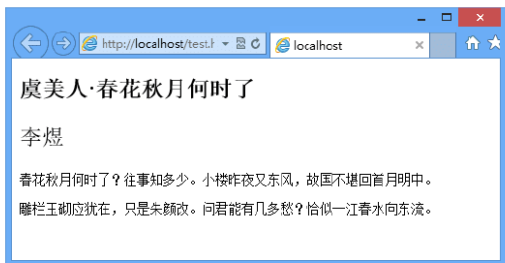 http://localhost/test.h
localhost
虞美人·春花秋月何时了
李煜
春花秋月何时了？往事知多少。小楼昨夜又东风，故国不堪回首月明中。
雕栏玉砌应犹在，只是朱颜改。问君能有几多愁？恰似一江春水向东流。